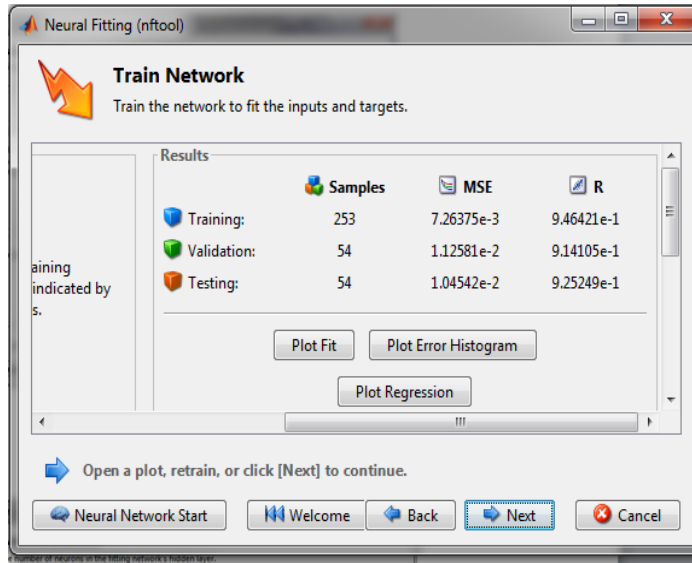 Neural Fitting (nftool)
Train Network
Train the network to fit the inputs and targets.
aining
indicated by
s.
Results
Samples MSE R
Training: 253 7.26375e-3 9.46421e-1
Validation: 54 1.12581e-2 9.14105e-1
Testing: 54 1.04542e-2 9.25249e-1
Plot Fit Plot Error Histogram
Plot Regression
Open a plot, retrain, or click [Next] to continue.
Neural Network Start Welcome Back Next Cancel
number of neurons in the fitting network's hidden layer.